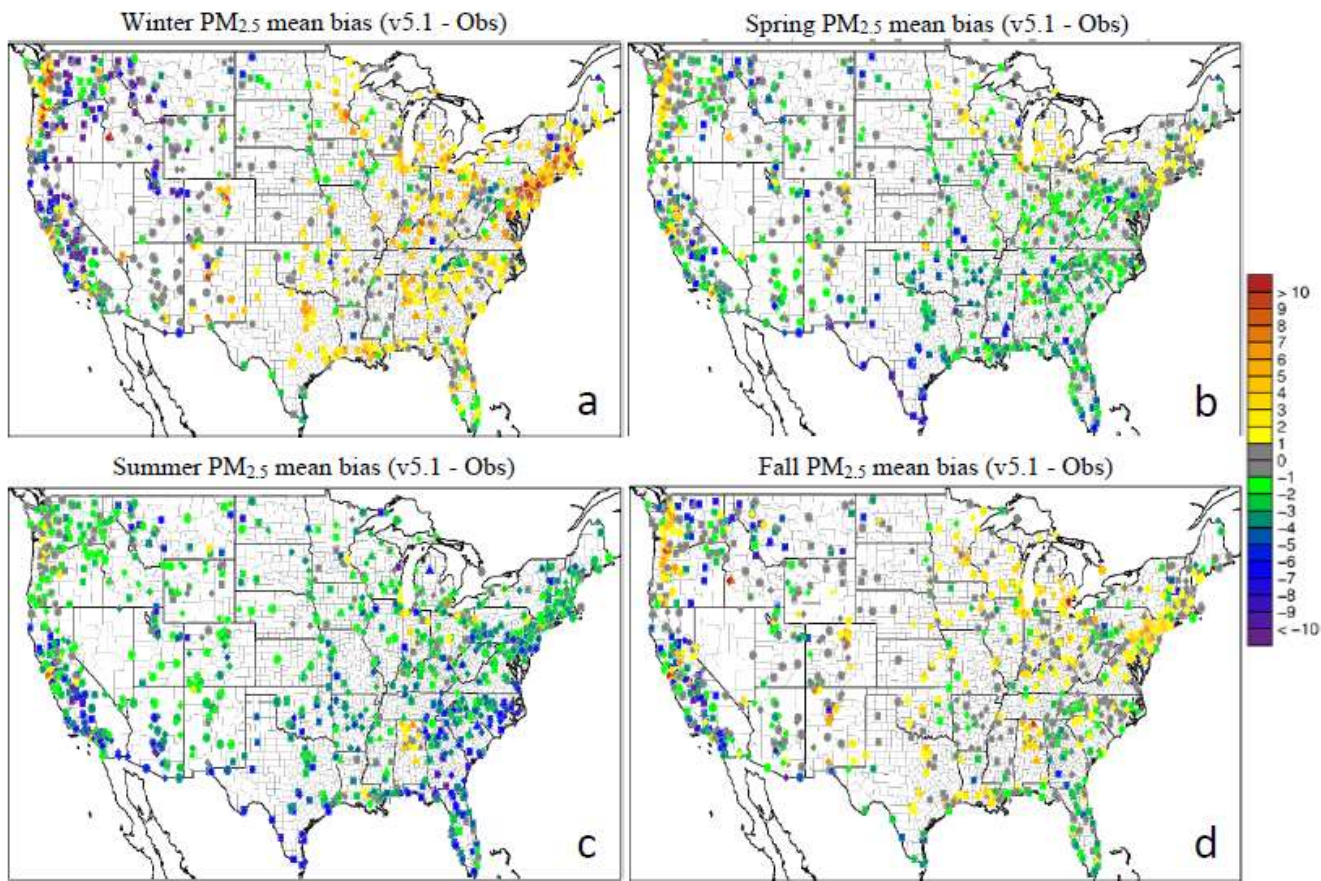 Winter PM2.5 mean bias (v5.1 - Obs)
Spring PM2.5 mean bias (v5.1 - Obs)
a
b
Summer PM2.5 mean bias (v5.1 - Obs)
Fall PM2.5 mean bias (v5.1 - Obs)
c
d
> 10
9
8
7
6
5
4
3
2
1
0
−1
−2
−3
−4
−5
−6
−7
−8
−9
< −10